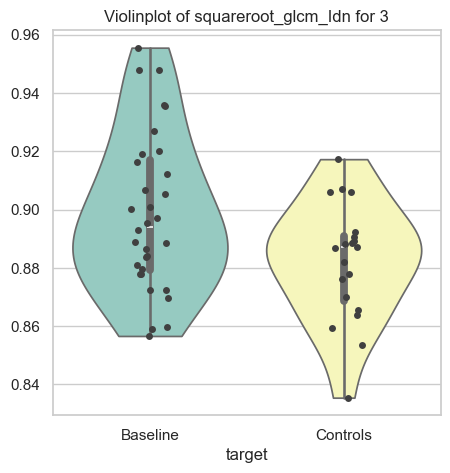 Violinplot of squareroot_glcm_Idn for 3
0.96
0.94
0.92
0.90
0.88
0.86
0.84
Baseline
Controls
target